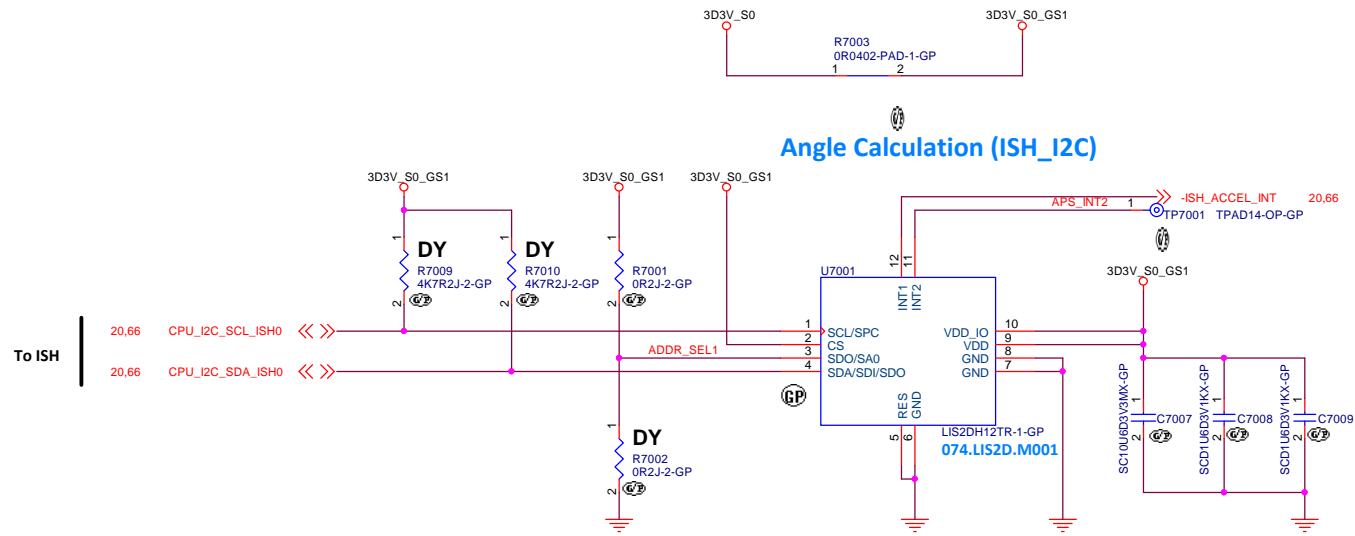 3D3V_S0
3D3V_S0_GS1
R7003
0R0402-PAD-1-GP
1
2
Angle Calculation (ISH_I2C)
3D3V_S0_GS1
3D3V_S0_GS1
3D3V_S0_GS1
APS_INT2
1
-ISH_ACCEL_INT
20,66
TP7001
TPAD14-OP-GP
1
DY
R7009
4K7R2J-2-GP
2
1
DY
R7010
4K7R2J-2-GP
2
1
R7001
0R2J-2-GP
2
12
11
U7001
INT1
INT2
3D3V_S0_GS1
To ISH
20,66
CPU_I2C_SCL_ISH0
20,66
CPU_I2C_SDA_ISH0
ADDR_SEL1
1
2
3
4
SCL/SPC
CS
SDO/SA0
SDA/SDI/SDO
VDD_IO
VDD
GND
GND
10
9
8
7
GP
RES
GND
5
6
LIS2DH12TR-1-GP
074.LIS2D.M001
1
DY
R7002
0R2J-2-GP
2
SC10U6D3V3MX-GP
1
2
C7007
SCD1U6D3V1KX-GP
1
2
C7008
SCD1U6D3V1KX-GP
1
2
C7009